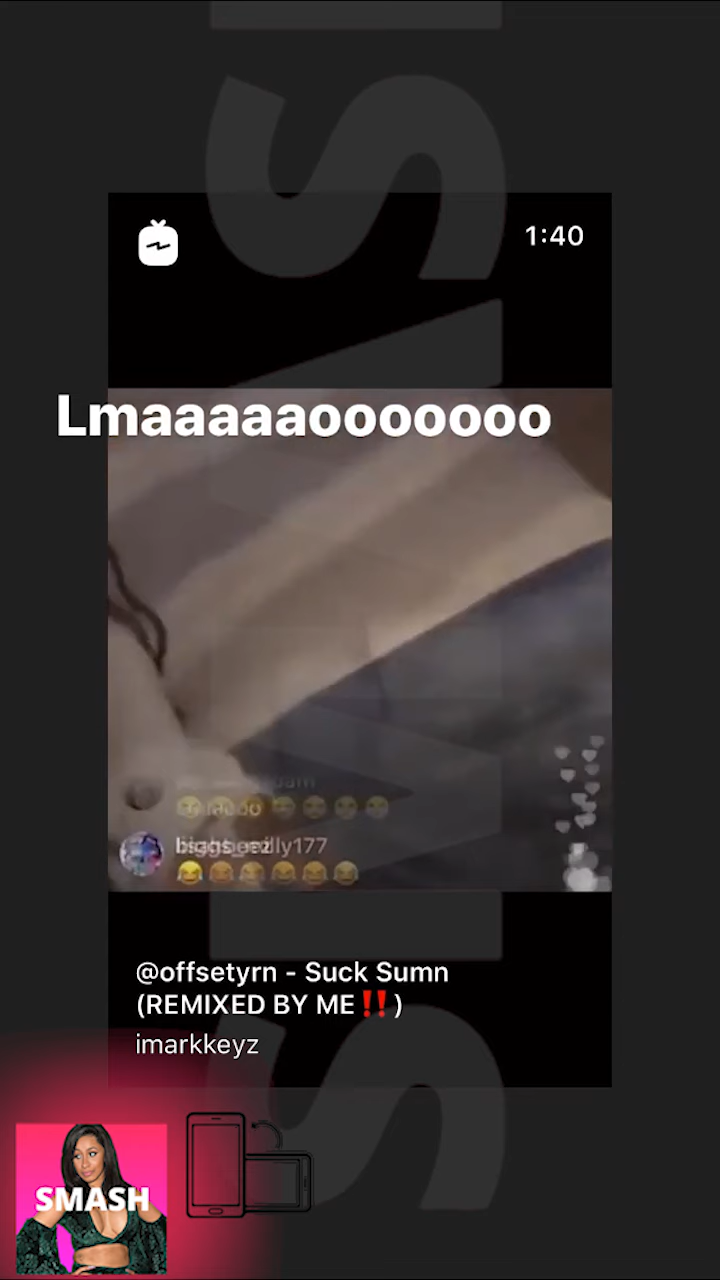 1:40
Lmaaaaaooooooo
😂😂😂😂😂😂
@offsetyrn - Suck Sumn
(REMIXED BY ME‼️)
imarkkeyz
SMASH